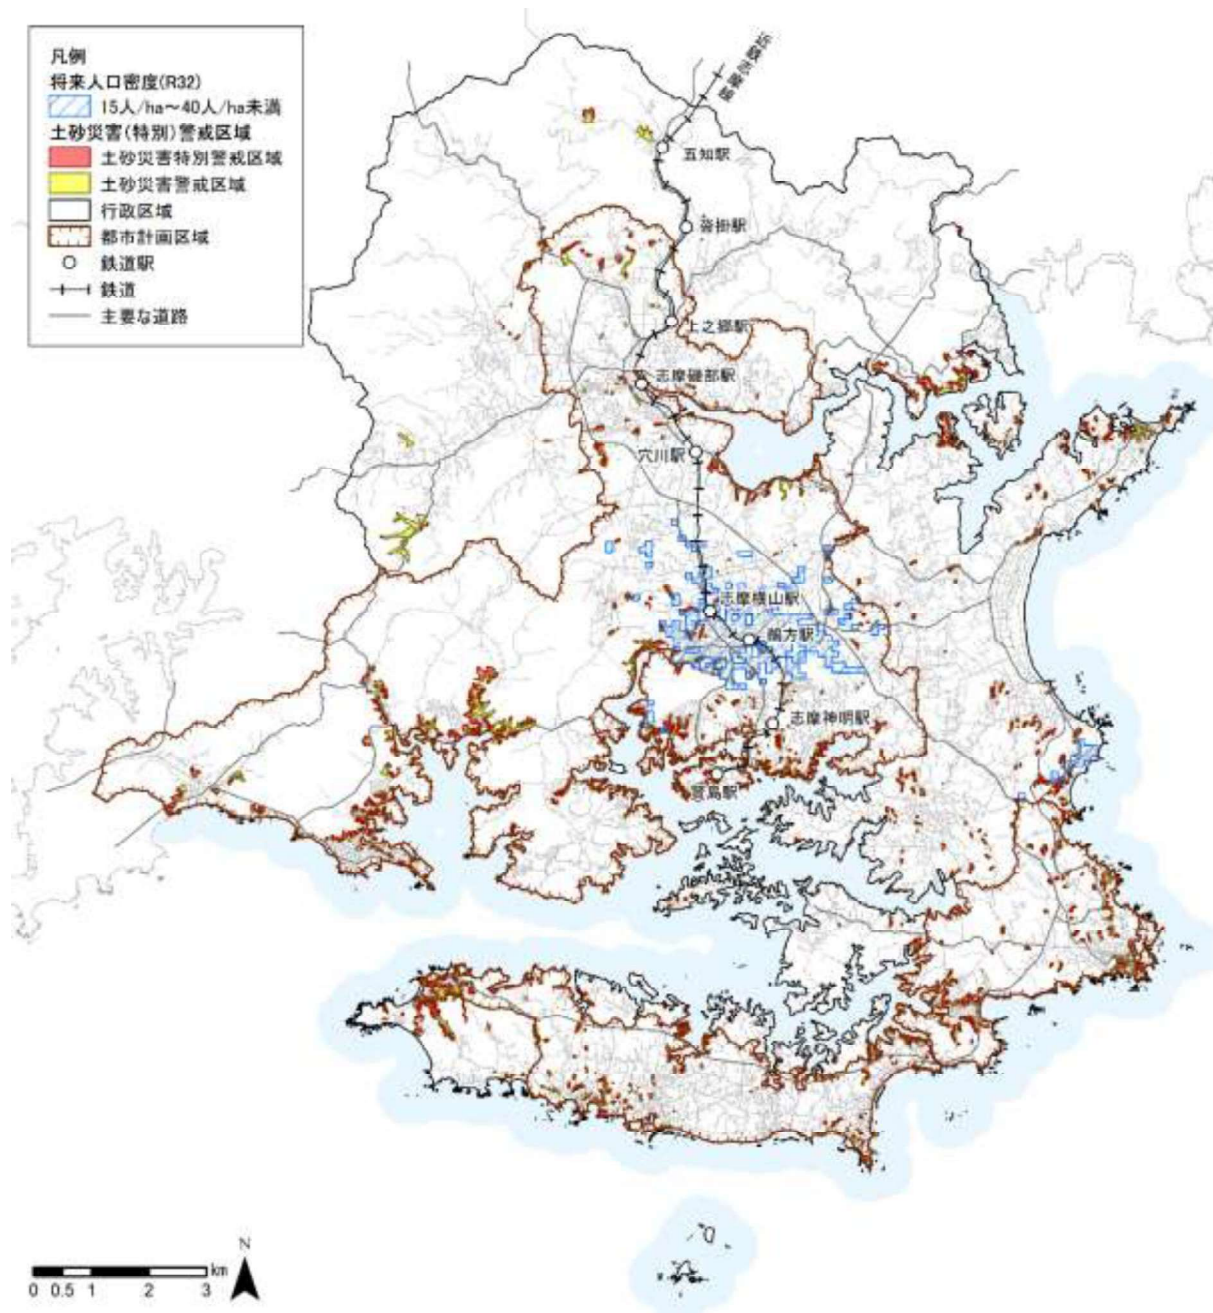 凡例
将来人口密度(R32)
15人/ha～40人/ha未満
土砂災害(特別)警戒区域
土砂災害特別警戒区域
土砂災害警戒区域
行政区域
都市計画区域
鉄道駅
鉄道
主要な道路
近鉄志摩線
五知駅
沓掛駅
上之郷駅
志摩磯部駅
穴川駅
志摩横山駅
鵜方駅
志摩神明駅
賢島駅
N
km
0 0.5 1 2 3